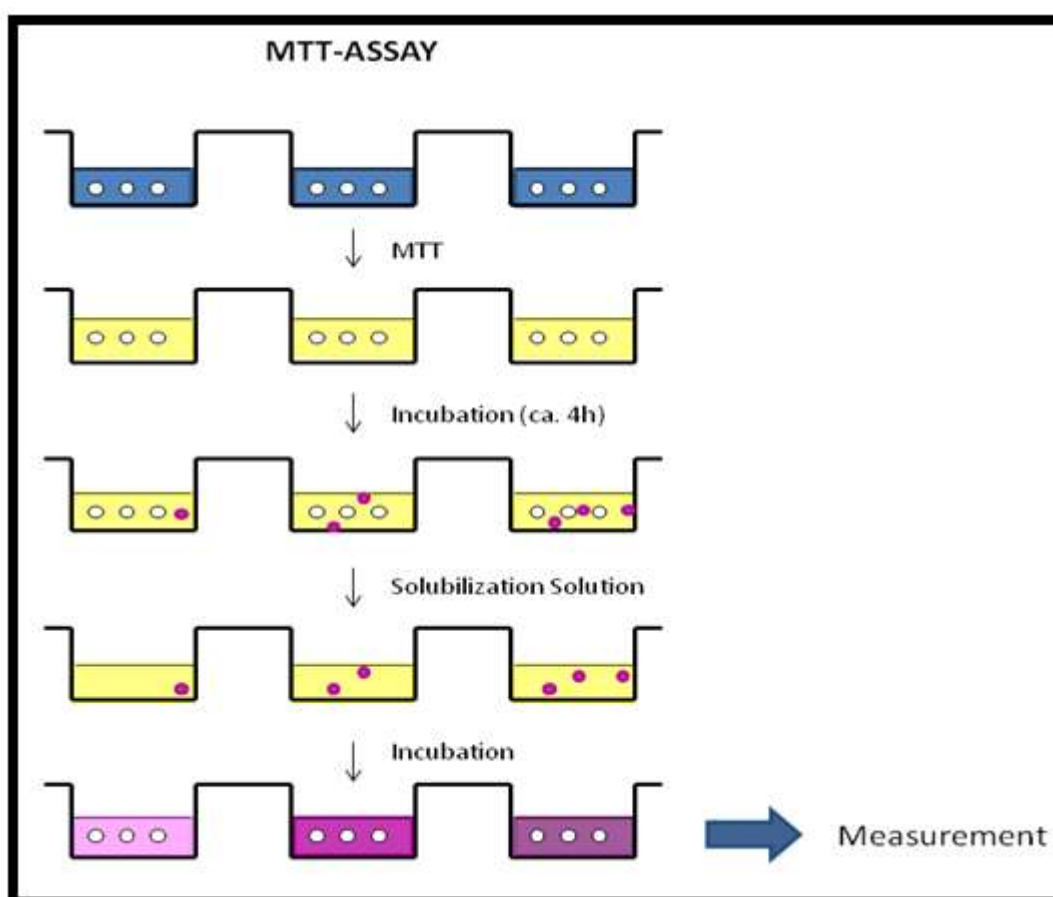 MTT-ASSAY
MTT
Incubation (ca. 4h)
Solubilization Solution
Incubation
Measurement